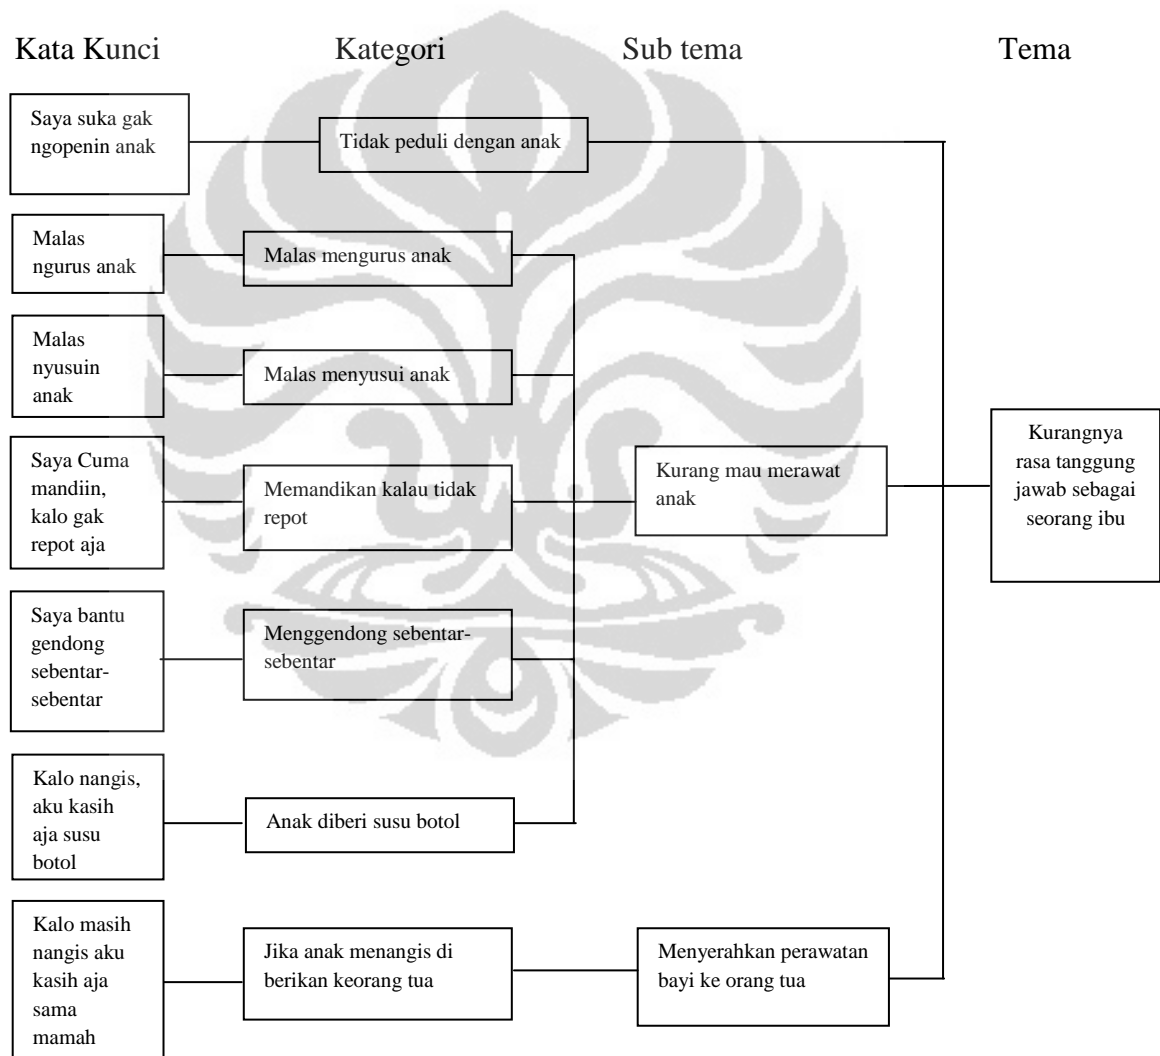 Kata Kunci Kategori Sub tema Tema
Saya suka gak
ngopenin anak
Tidak peduli dengan anak
Malas
ngurus anak
Malas mengurus anak
Malas
nyusuin
anak
Malas menyusui anak
Saya Cuma
mandiin,
kalo gak
repot aja
Memandikan kalau tidak
repot
Kurang mau merawat
anak
Kurangnya
rasa tanggung
jawab sebagai
seorang ibu
Saya bantu
gendong
sebentar-
sebentar
Menggendong sebentar-
sebentar
Kalo nangis,
aku kasih
aja susu
botol
Anak diberi susu botol
Kalo masih
nangis aku
kasih aja
sama
mamah
Jika anak menangis di
berikan keorang tua
Menyerahkan perawatan
bayi ke orang tua